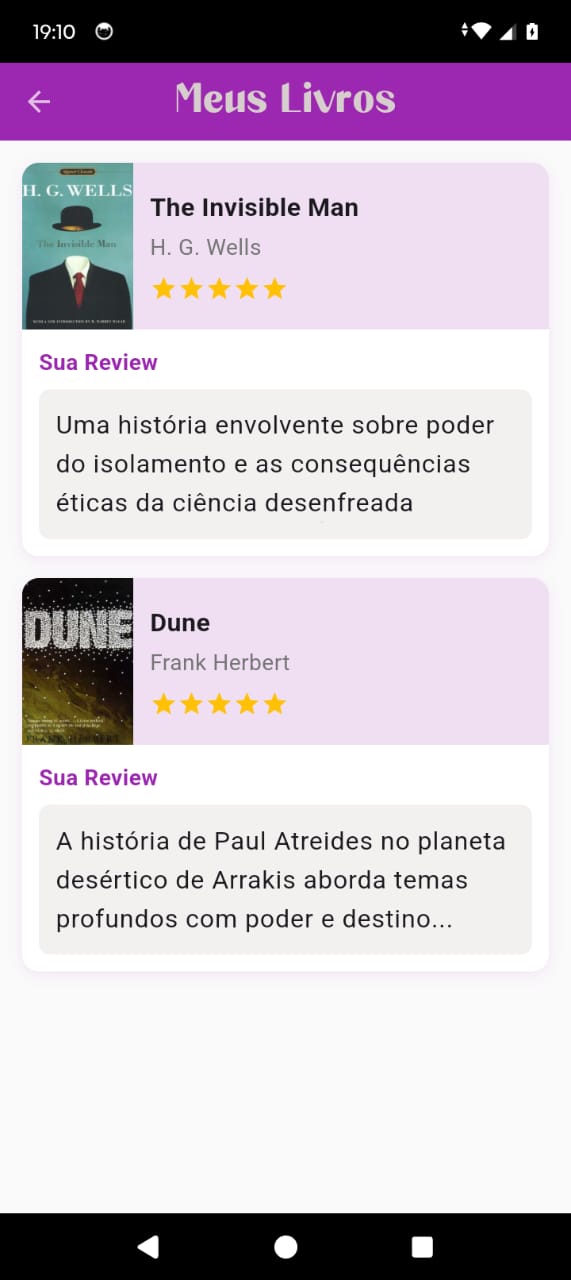 19:10
Meus Livros
H. G. WELLS
The Invisible Man
The Invisible Man
H. G. Wells
Sua Review
Uma história envolvente sobre poder
do isolamento e as consequências
éticas da ciência desenfreada
DUNE
FRANK HERBERT
Dune
Frank Herbert
Sua Review
A história de Paul Atreides no planeta
desértico de Arrakis aborda temas
profundos com poder e destino...